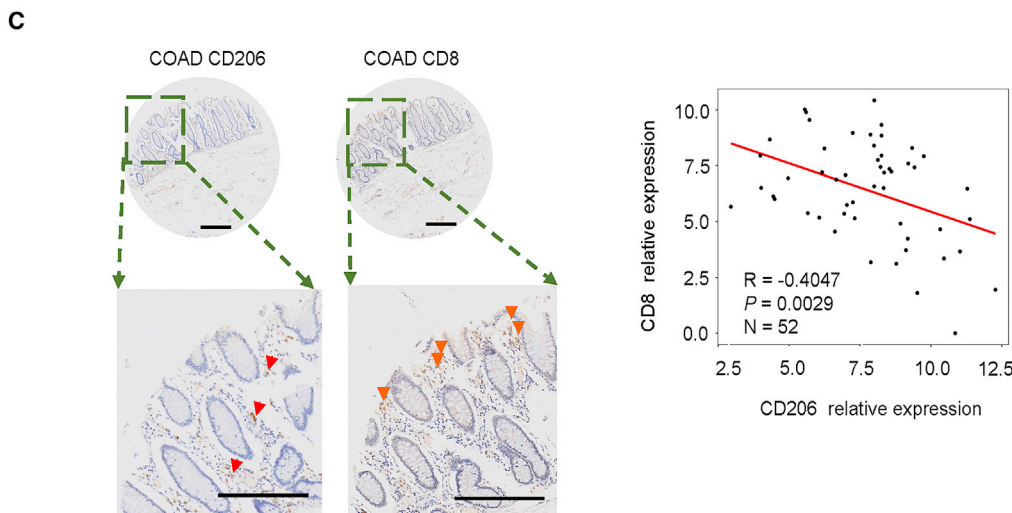 C
COAD CD206
COAD CD8
CD8 relative expression
10.0
7.5
5.0
2.5
0.0
R = -0.4047
P = 0.0029
N = 52
2.5 5.0 7.5 10.0 12.5
CD206 relative expression